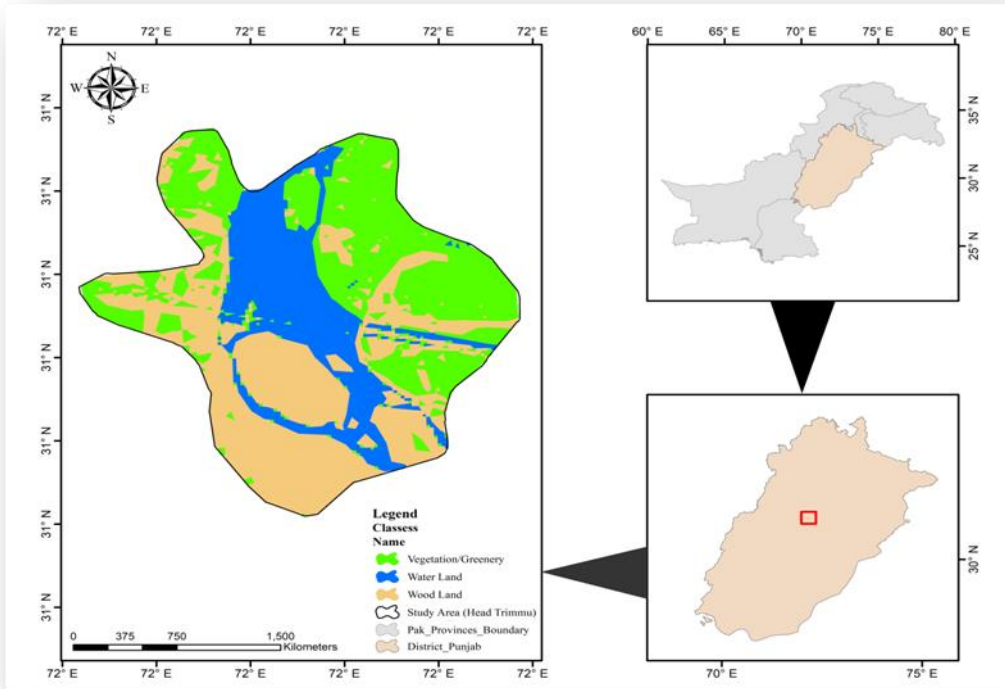 72° E 72° E 72° E 72° E 72° E 72° E
60° E 65° E 70° E 75° E 80° E
N
W E
S
31° N
31° N
31° N
31° N
31° N
31° N
31° N
35° N
30° N
25° N
30° N
Legend
Classess
Name
Vegetation/Greenery
Water Land
Wood Land
Study Area (Head Trimmu)
Pak_Provinces_Boundary
District_Punjab
0 375 750 1,500
Kilometers
72° E 72° E 72° E 72° E 72° E 72° E
70° E 75° E